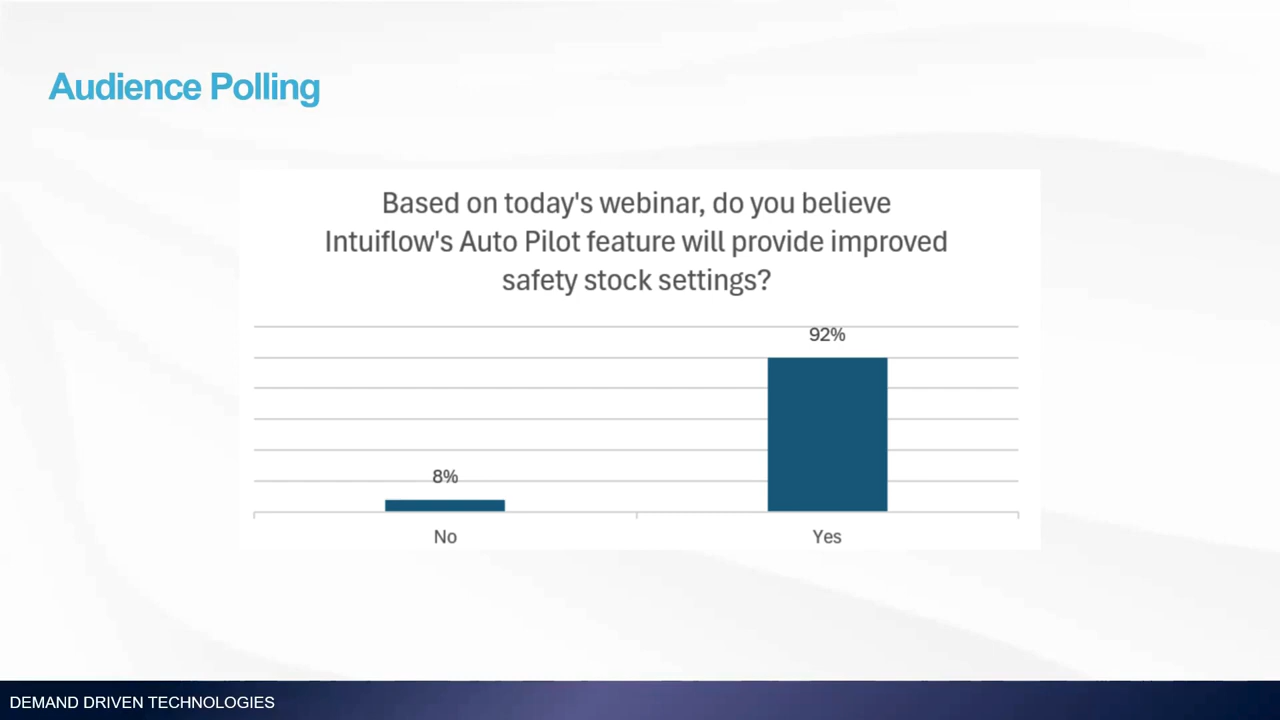 Audience Polling
Based on today's webinar, do you believe
Intuiflow's Auto Pilot feature will provide improved
safety stock settings?
92%
8%
No
Yes
DEMAND DRIVEN TECHNOLOGIES